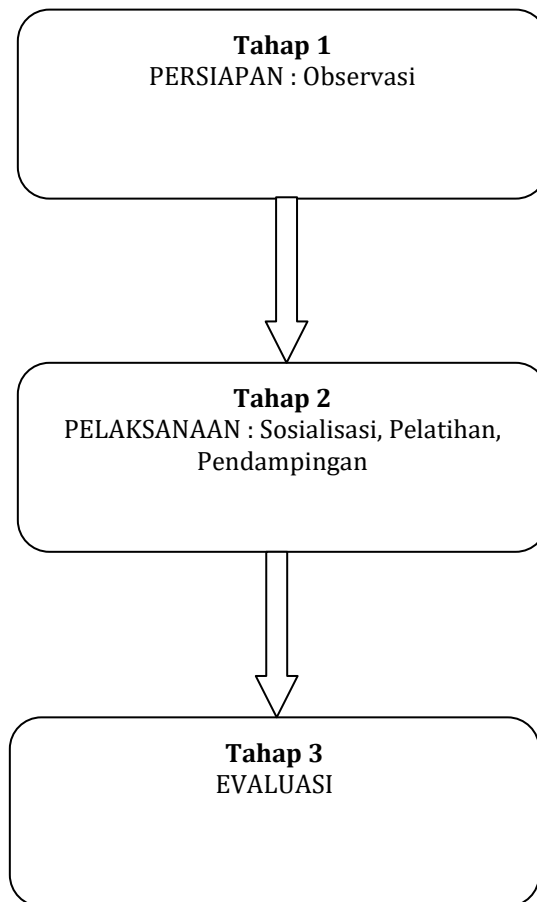 Tahap 1
PERSIAPAN : Observasi
Tahap 2
PELAKSANAAN : Sosialisasi, Pelatihan,
Pendampingan
Tahap 3
EVALUASI